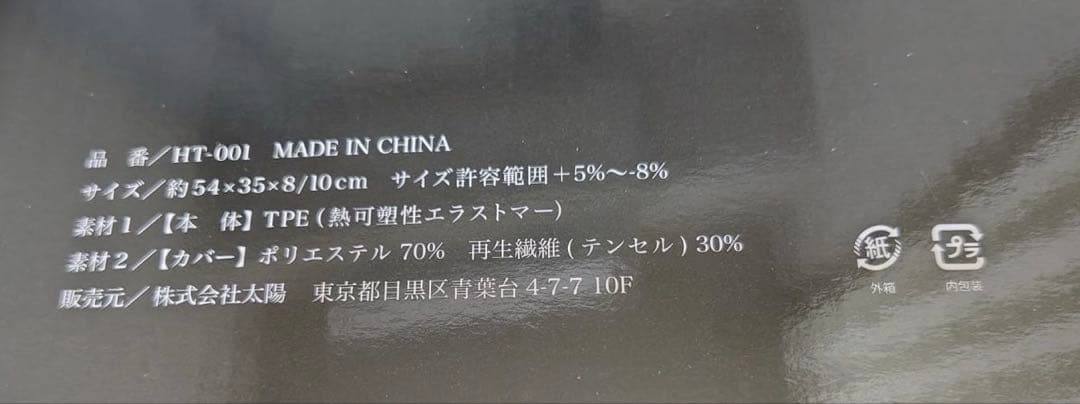 品　番／HT-001　MADE IN CHINA
サイズ／約54×35×8/10cm　サイズ許容範囲＋5%〜-8%
素材1／【本　体】TPE (熱可塑性エラストマー)
素材2／【カバー】ポリエステル 70%　再生繊維 ( テンセル ) 30%
販売元／株式会社太陽　東京都目黒区青葉台 4-7-7 10F
紙
外箱
プラ
内包装